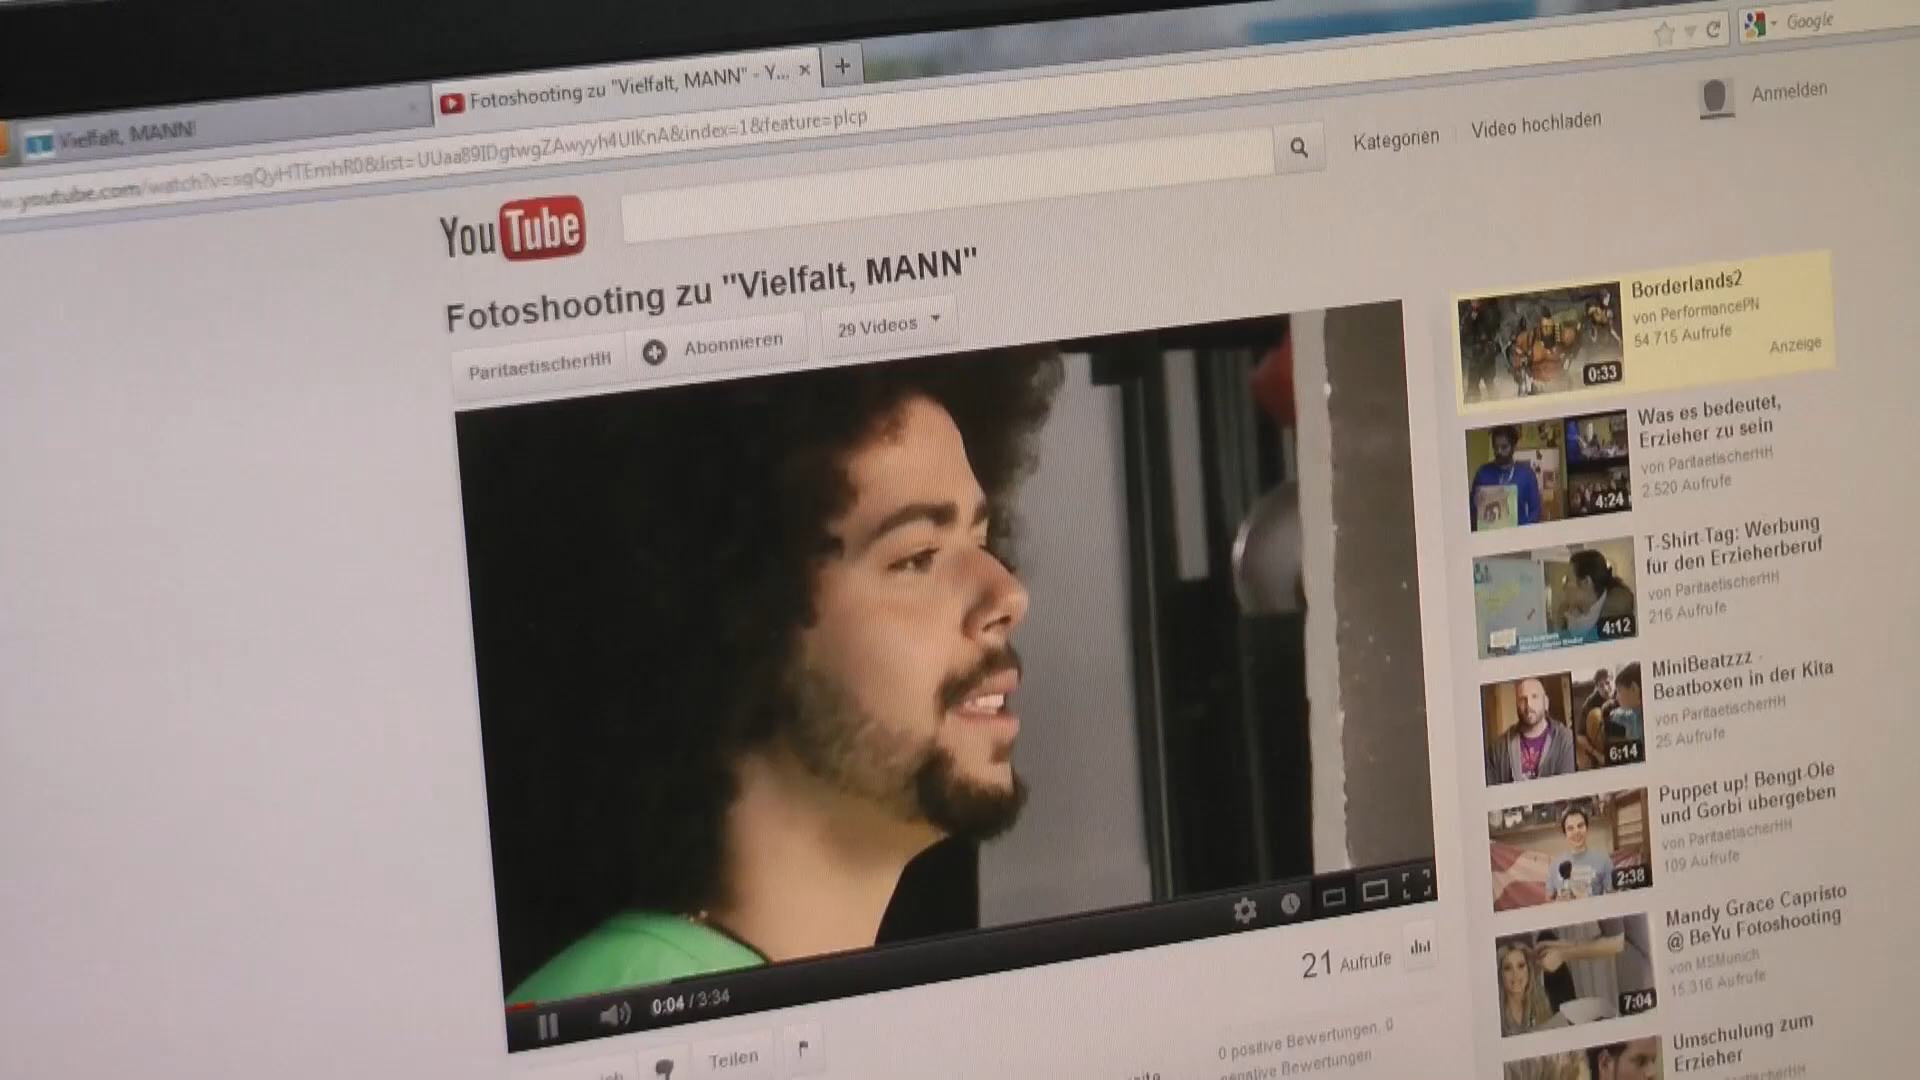 Vielfalt, MANN!
Fotoshooting zu "Vielfalt, MANN" - Y...
youtube.com/watch?v=sgQyHTEmhR0&list=UUaa89IDgtwgZAwyyh4UlKnA&index=1&feature=plcp
Google
YouTube
Kategorien
Video hochladen
Anmelden
Fotoshooting zu "Vielfalt, MANN"
ParitaetischerHH
Abonnieren
29 Videos
0:04 / 3:34
21 Aufrufe
Teilen
0 positive Bewertungen, 0
negative Bewertungen
Borderlands2
von PerformancePN
54.715 Aufrufe
Anzeige
0:33
Was es bedeutet,
Erzieher zu sein
von ParitaetischerHH
2.520 Aufrufe
4:24
T-Shirt-Tag: Werbung
für den Erzieherberuf
von ParitaetischerHH
216 Aufrufe
4:12
MiniBeatzzz -
Beatboxen in der Kita
von ParitaetischerHH
25 Aufrufe
6:14
Puppet up! Bengt-Ole
und Gorbi übergeben
von ParitaetischerHH
109 Aufrufe
2:38
Mandy Grace Capristo
@ BeYu Fotoshooting
von MSMunich
15.316 Aufrufe
7:04
Umschulung zum
Erzieher
von ParitaetischerHH